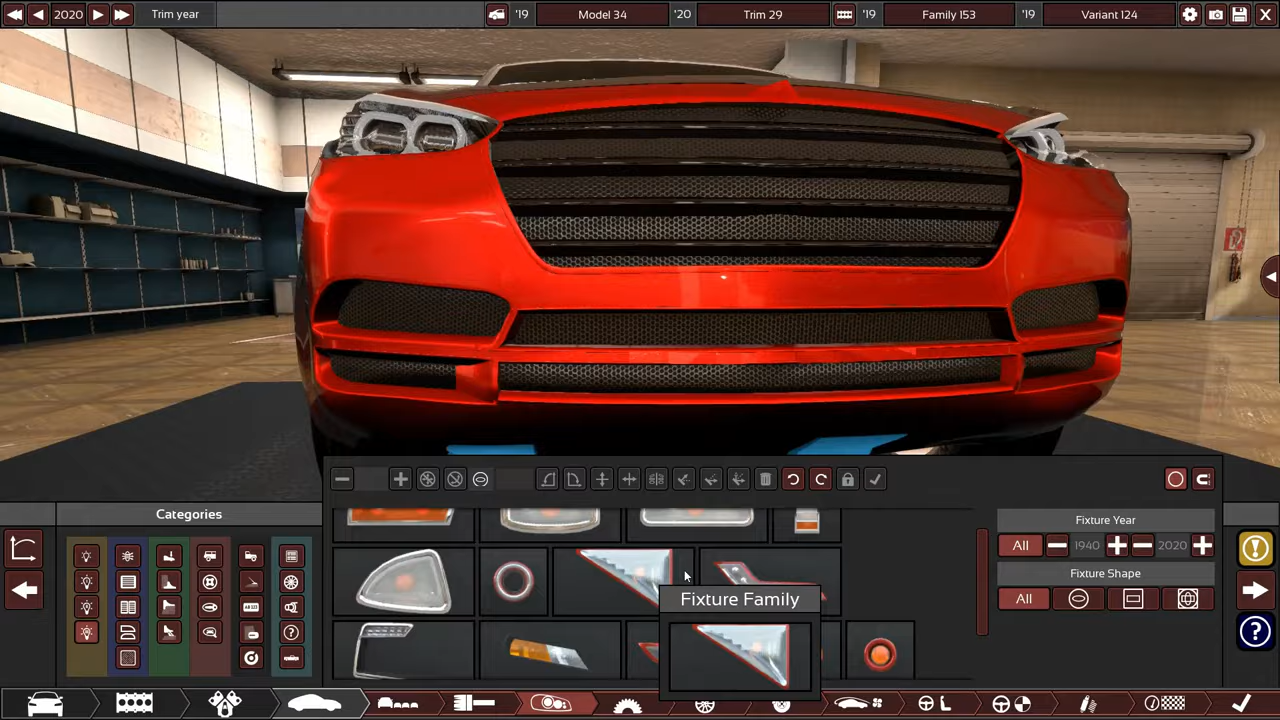 2020
Trim year
'19
Model 34
'20
Trim 29
'19
Family 153
'19
Variant 124
Categories
Fixture Year
All
1940
2020
Fixture Shape
All
Fixture Family